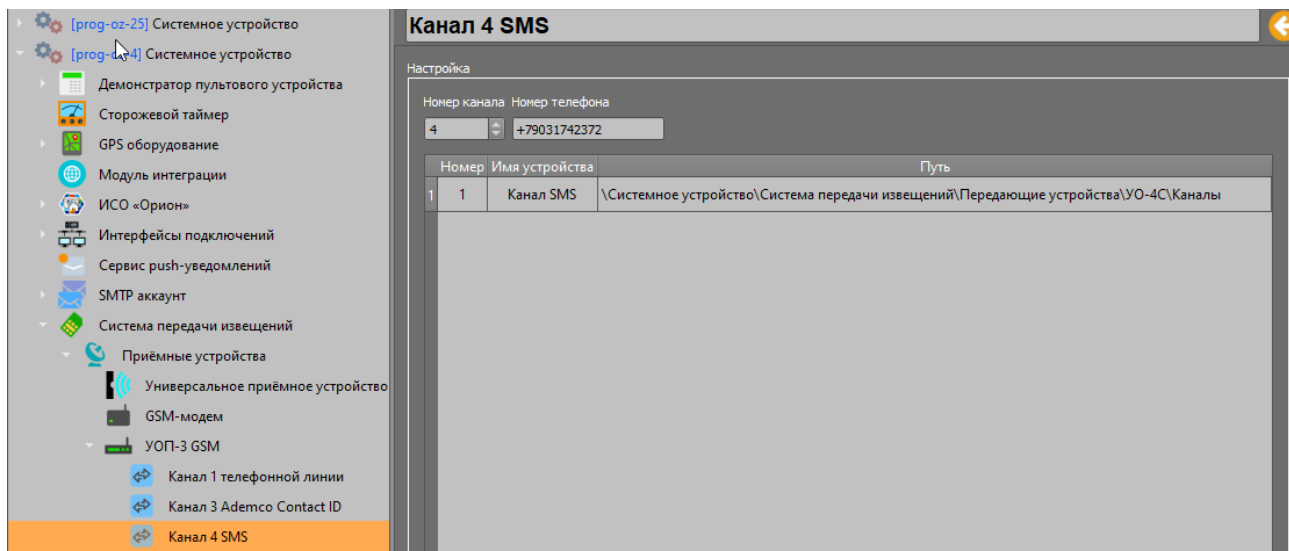 [prog-oz-25] Системное устройство
[prog- 4] Системное устройство
Демонстратор пультового устройства
Сторожевой таймер
GPS оборудование
Модуль интеграции
ИСО «Орион»
Интерфейсы подключений
Сервис push-уведомлений
SMTP аккаунт
Система передачи извещений
Приёмные устройства
Универсальное приёмное устройство
GSM-модем
УОП-3 GSM
Канал 1 телефонной линии
Канал 3 Ademco Contact ID
Канал 4 SMS
Канал 4 SMS
Настройка
Номер канала Номер телефона
4 +79031742372
Номер Имя устройства Путь
1 1 Канал SMS \Системное устройство\Система передачи извещений\Передающие устройства\УО-4С\Каналы